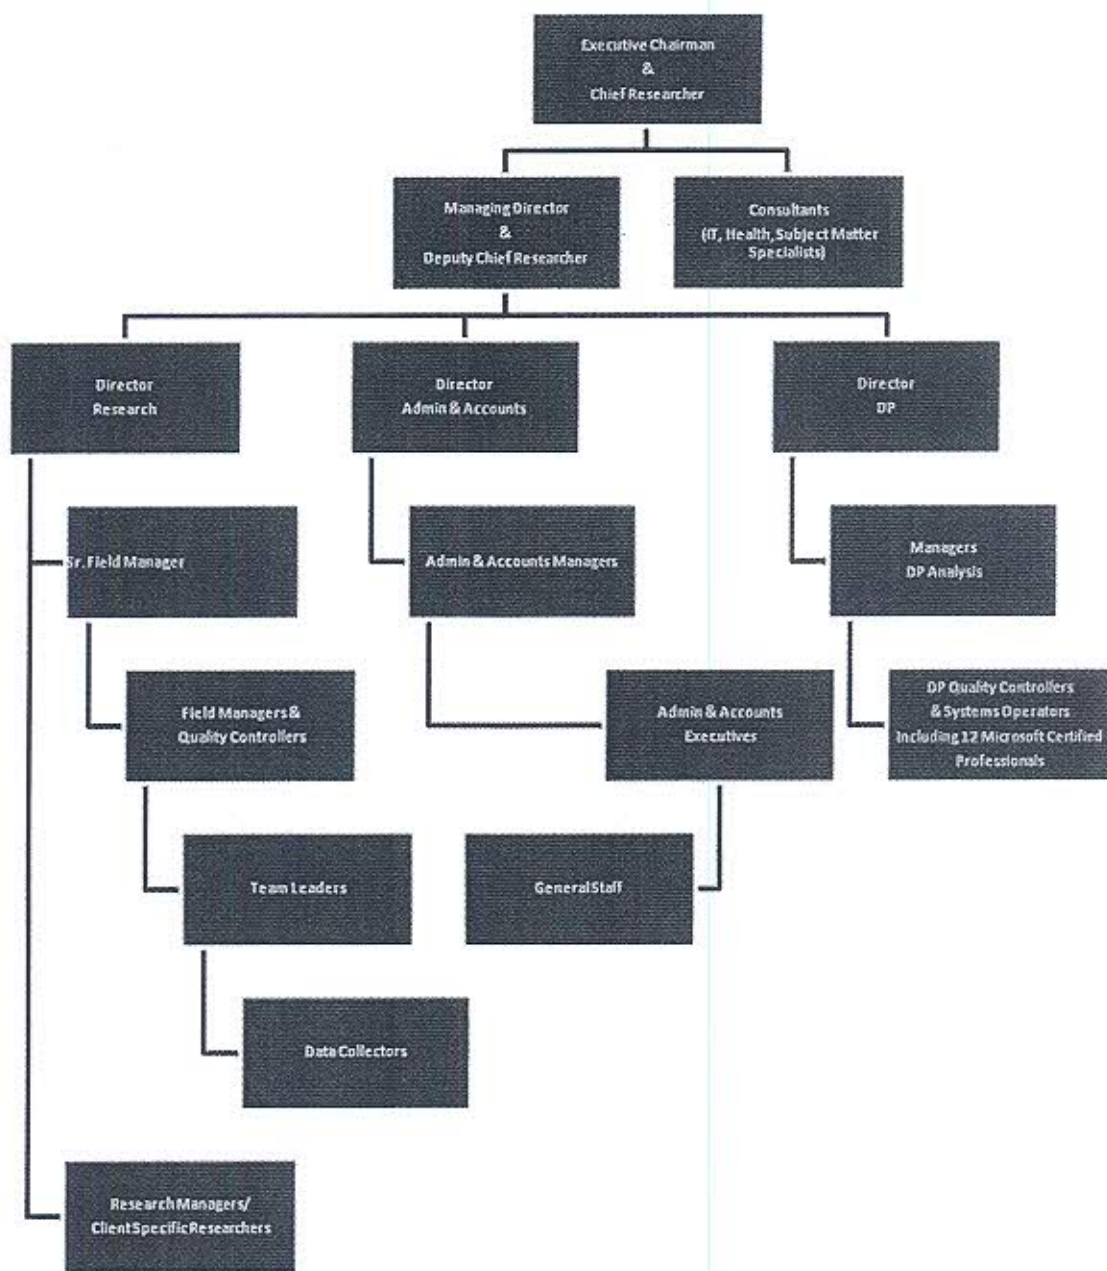 Executive Chairman
&
Chief Researcher
Managing Director
&
Deputy Chief Researcher
Consultants
(IT, Health, Subject Matter
Specialists)
Director
Research
Director
Admin & Accounts
Director
DP
Sr. Field Manager
Admin & Accounts Managers
Managers
DP Analysis
Field Managers &
Quality Controllers
Admin & Accounts
Executives
DP Quality Controllers
& Systems Operators
Including 12 Microsoft Certified
Professionals
Team Leaders
General Staff
Data Collectors
Research Managers/
Client Specific Researchers